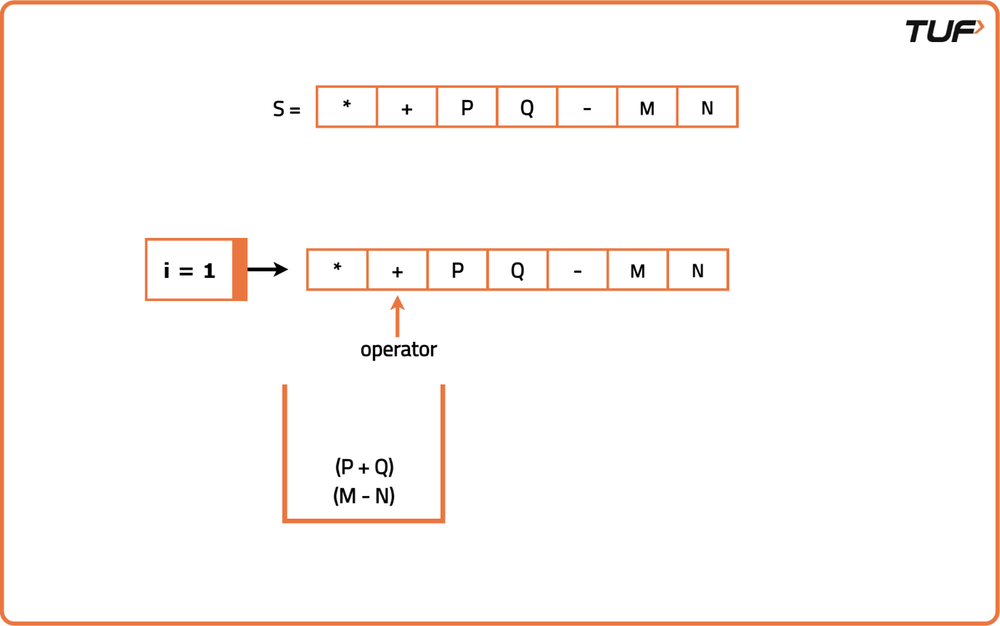 TUF
S = * + P Q - M N
i = 1 * + P Q - M N
operator
(P + Q)
(M - N)